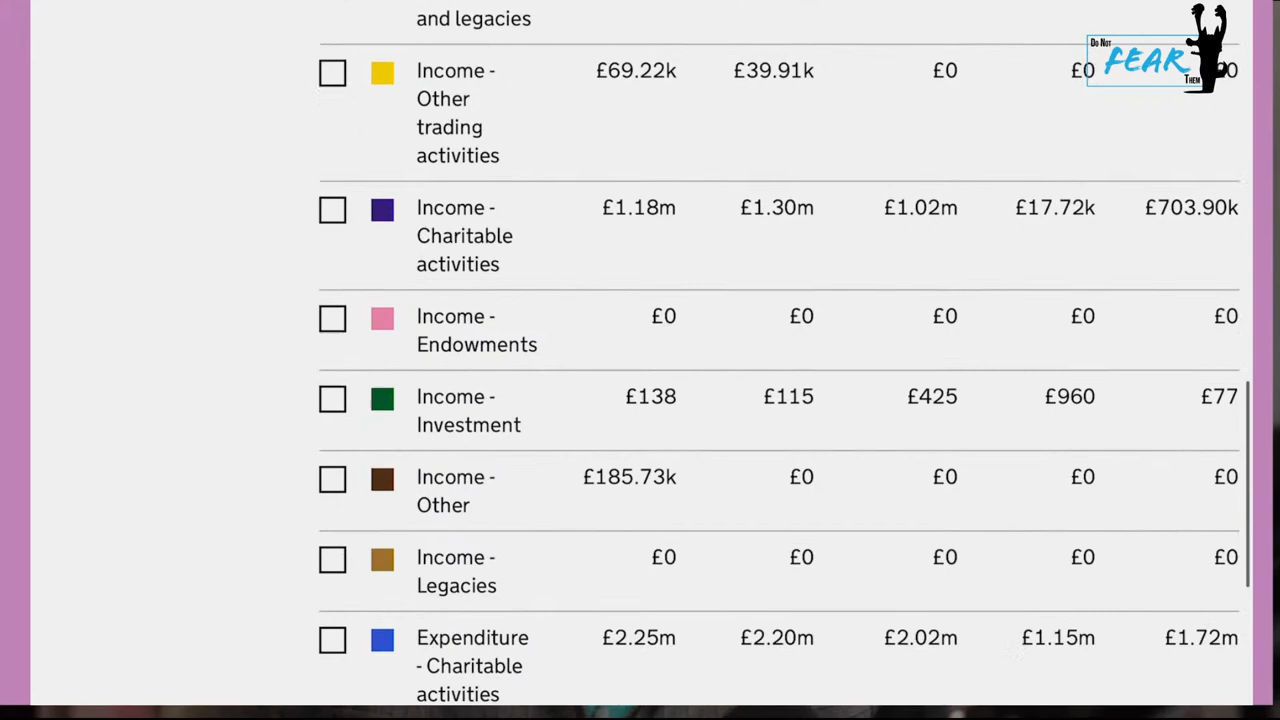 and legacies
Income - £69.22k £39.91k £0 £0
Other
trading
activities
Do Not
FEAR
Them
Income - £1.18m £1.30m £1.02m £17.72k £703.90k
Charitable
activities
Income - £0 £0 £0 £0 £0
Endowments
Income - £138 £115 £425 £960 £77
Investment
Income - £185.73k £0 £0 £0 £0
Other
Income - £0 £0 £0 £0 £0
Legacies
Expenditure £2.25m £2.20m £2.02m £1.15m £1.72m
- Charitable
activities